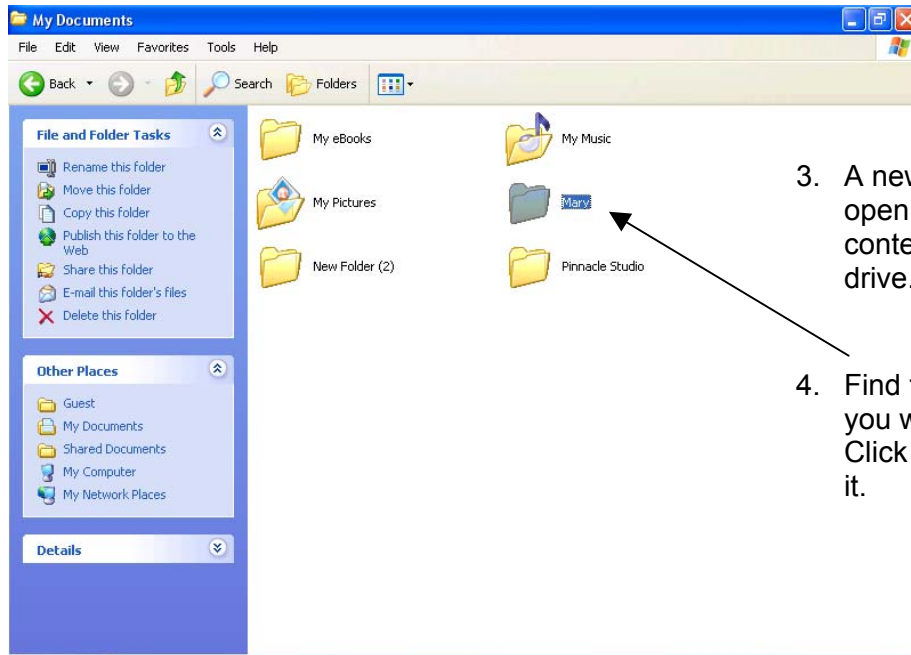 My Documents
File Edit View Favorites Tools Help
Back Search Folders
File and Folder Tasks
Rename this folder
Move this folder
Copy this folder
Publish this folder to the
Web
Share this folder
E-mail this folder's files
Delete this folder
Other Places
Guest
My Documents
Shared Documents
My Computer
My Network Places
Details
My eBooks
My Music
My Pictures
Mary
New Folder (2)
Pinnacle Studio
3. A
open
drive.
4. Find
you
Click
it.